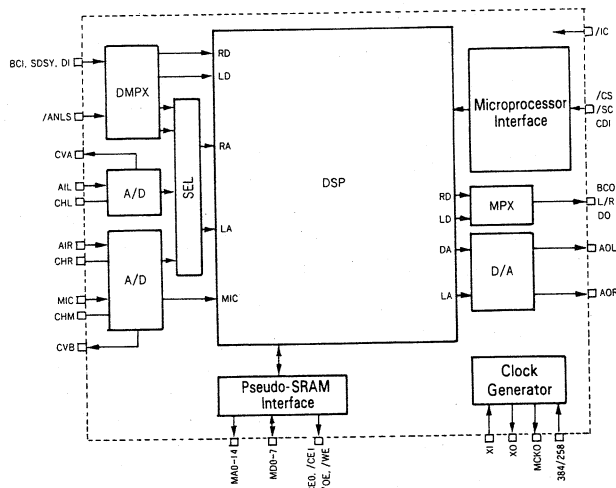 /IC
BCI, SDSY, DI
/ANLS
DMPX
RD
LD
/CS
/SC
CDI
Microprocessor
Interface
CVA
AIL
CHL
A/D
SEL
RA
LA
DSP
RD
LD
MPX
BCO
L/R
DO
AIR
CHR
MIC
CHM
CVB
A/D
MIC
DA
LA
D/A
AOL
AOR
Pseudo-SRAM
Interface
Clock
Generator
MA0-14
MD0-7
/OE, /WE
XI
XO
MCKO
384/258